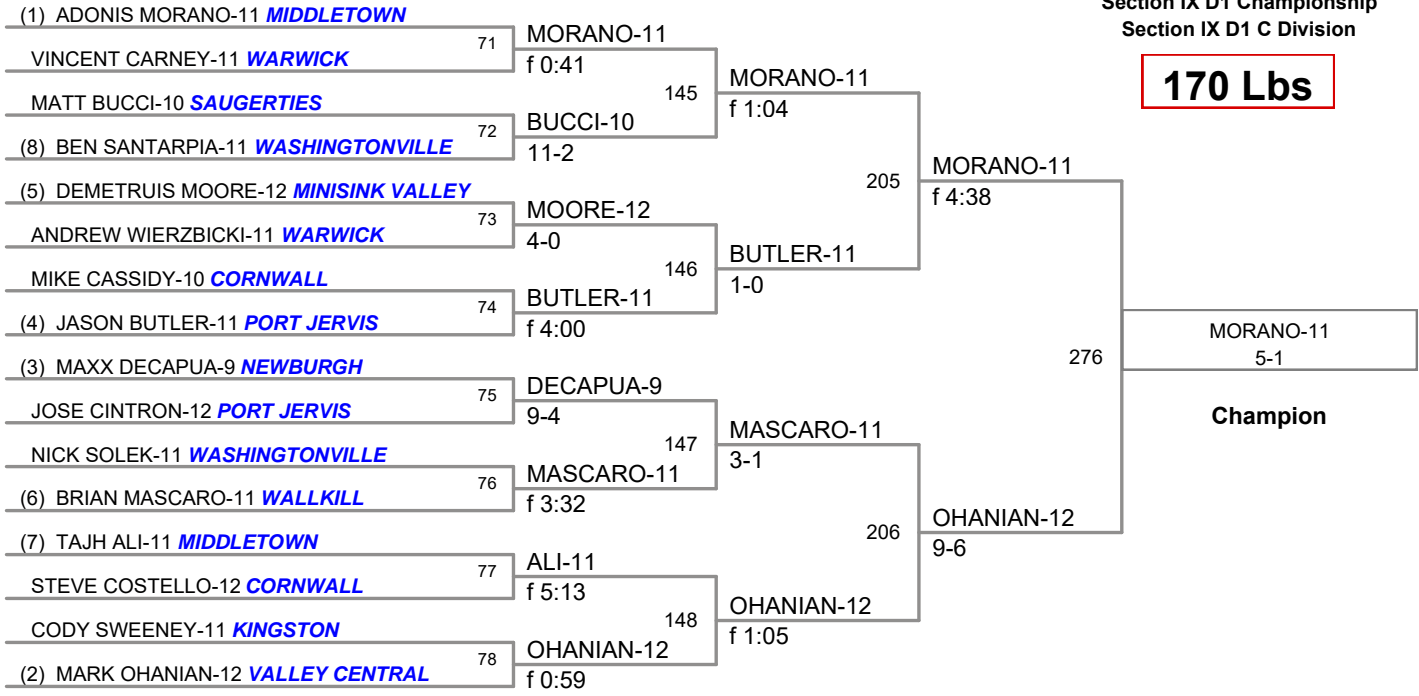 Section IX D1 Championship
Section IX D1 C Division
170 Lbs
(1) ADONIS MORANO-11 MIDDLETOWN
VINCENT CARNEY-11 WARWICK
MATT BUCCI-10 SAUGERTIES
(8) BEN SANTARPIA-11 WASHINGTONVILLE
(5) DEMETRUIS MOORE-12 MINISINK VALLEY
ANDREW WIERZBICKI-11 WARWICK
MIKE CASSIDY-10 CORNWALL
(4) JASON BUTLER-11 PORT JERVIS
(3) MAXX DECAPUA-9 NEWBURGH
JOSE CINTRON-12 PORT JERVIS
NICK SOLEK-11 WASHINGTONVILLE
(6) BRIAN MASCARO-11 WALLKILL
(7) TAJH ALI-11 MIDDLETOWN
STEVE COSTELLO-12 CORNWALL
CODY SWEENEY-11 KINGSTON
(2) MARK OHANIAN-12 VALLEY CENTRAL
71
MORANO-11
f 0:41
72
BUCCI-10
11-2
73
MOORE-12
4-0
74
BUTLER-11
f 4:00
75
DECAPUA-9
9-4
76
MASCARO-11
f 3:32
77
ALI-11
f 5:13
78
OHANIAN-12
f 0:59
145
MORANO-11
f 1:04
146
BUTLER-11
1-0
147
MASCARO-11
3-1
148
OHANIAN-12
f 1:05
205
MORANO-11
f 4:38
206
OHANIAN-12
9-6
276
MORANO-11
5-1
Champion